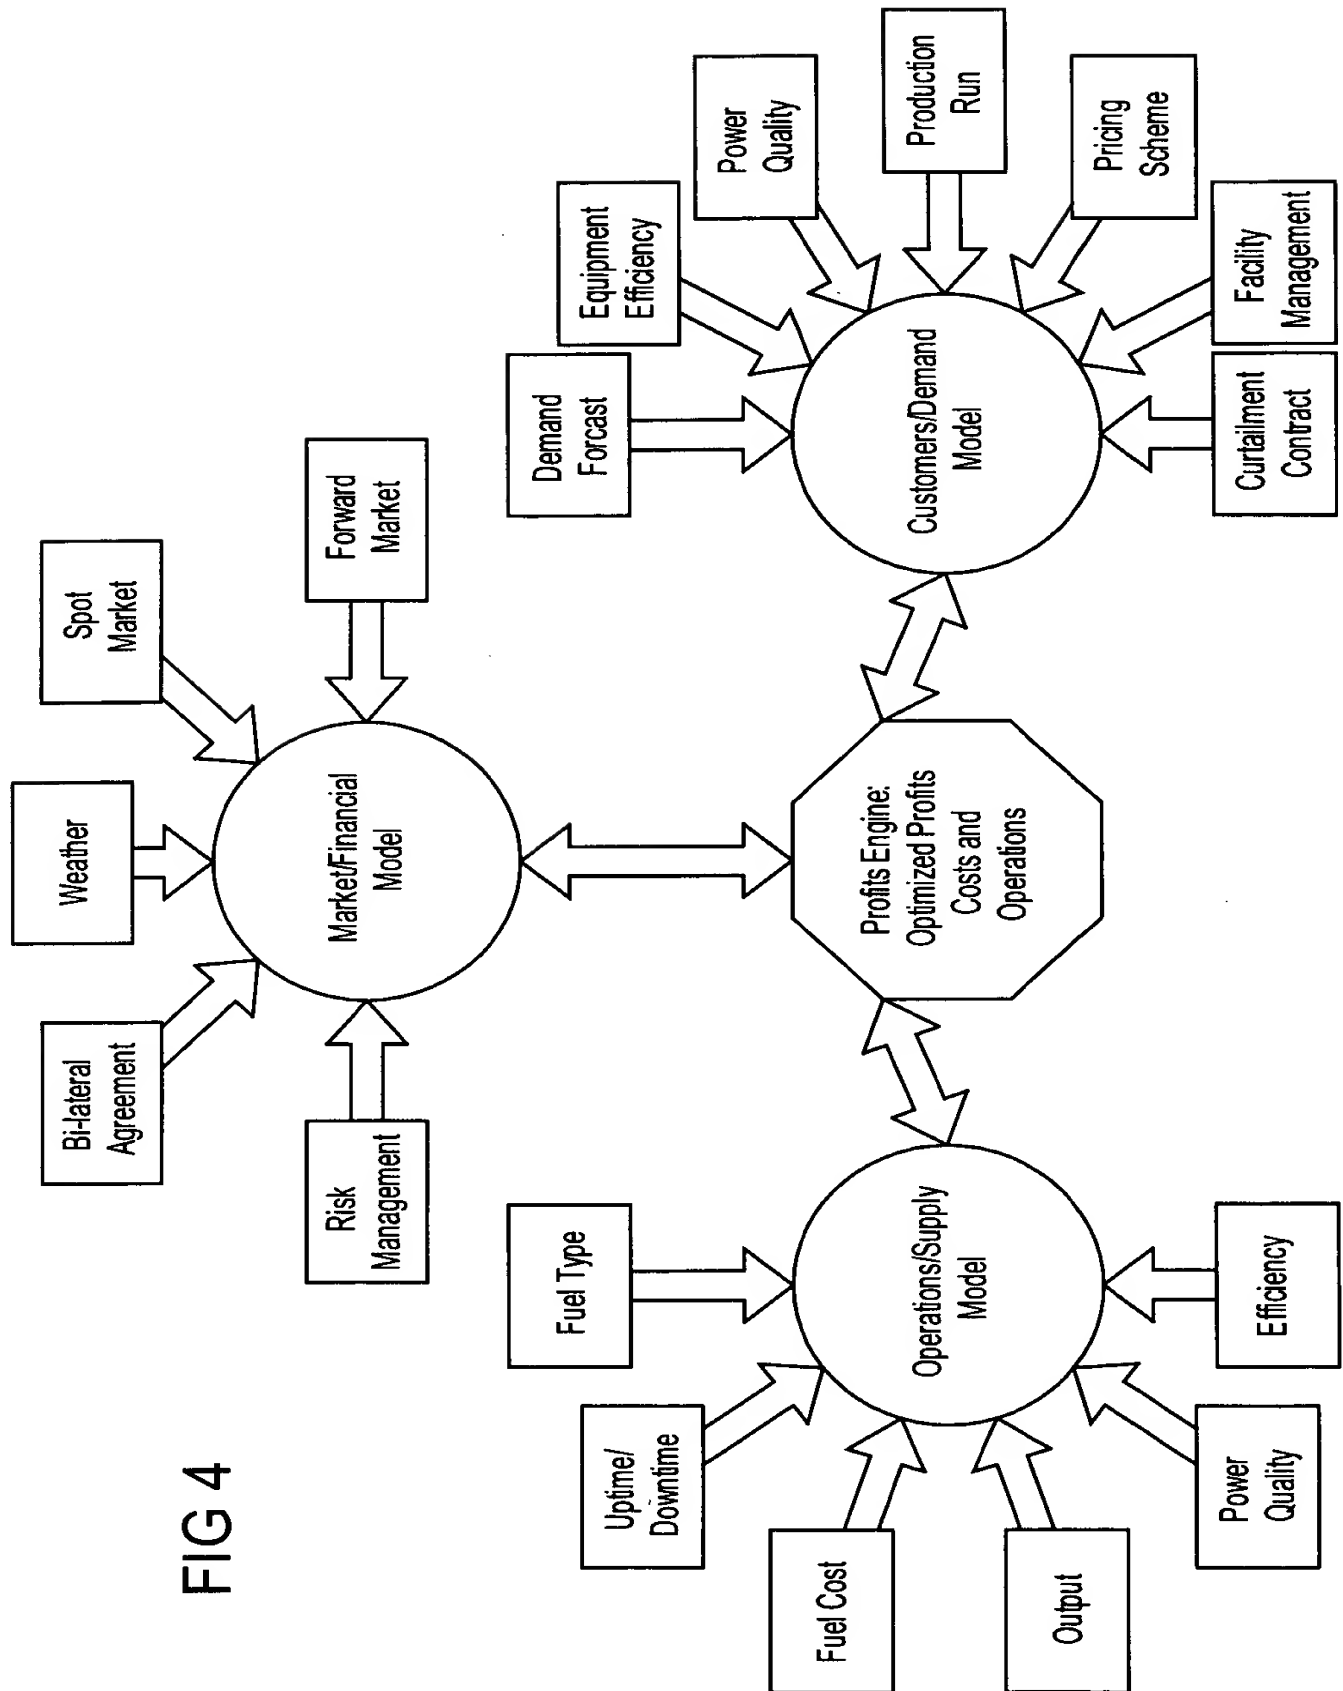 FIG 4
Bi-lateral
Agreement
Weather
Spot
Market
Risk
Management
Market/Financial
Model
Forward
Market
Fuel Type
Uptime/
Downtime
Fuel Cost
Output
Power
Quality
Efficiency
Operations/Supply
Model
Profits Engine:
Optimized Profits
Costs and
Operations
Customers/Demand
Model
Demand
Forcast
Equipment
Efficiency
Power
Quality
Production
Run
Pricing
Scheme
Facility
Management
Curtailment
Contract